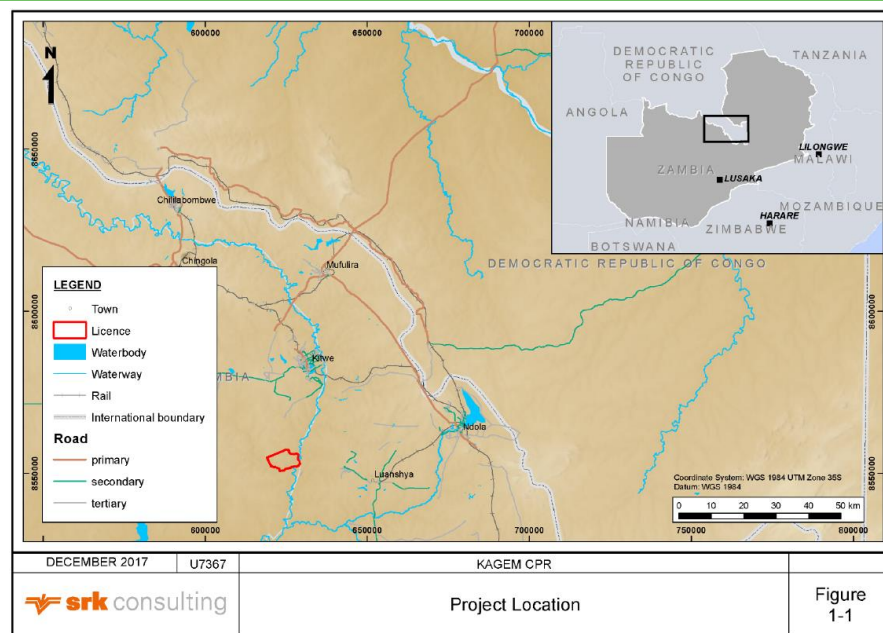 600000
650000
700000
N
8650000
8600000
8550000
8600000
8550000
Chililabombwe
Chingola
Mufulira
Kitwe
Ndola
Luanshya
DEMOCRATIC REPUBLIC OF CONGO
MBIA
DEMOCRATIC
REPUBLIC
OF CONGO
TANZANIA
ANGOLA
ZAMBIA
LUSAKA
LILONGWE
MALAWI
MOZAMBIQUE
HARARE
ZIMBABWE
NAMIBIA
BOTSWANA
LEGEND
Town
Licence
Waterbody
Waterway
Rail
International boundary
Road
primary
secondary
tertiary
Coordinate System: WGS 1984 UTM Zone 35S
Datum: WGS 1984
0 10 20 30 40 50 km
600000
650000
700000
750000
800000
DECEMBER 2017
U7367
KAGEM CPR
srk consulting
Project Location
Figure
1-1